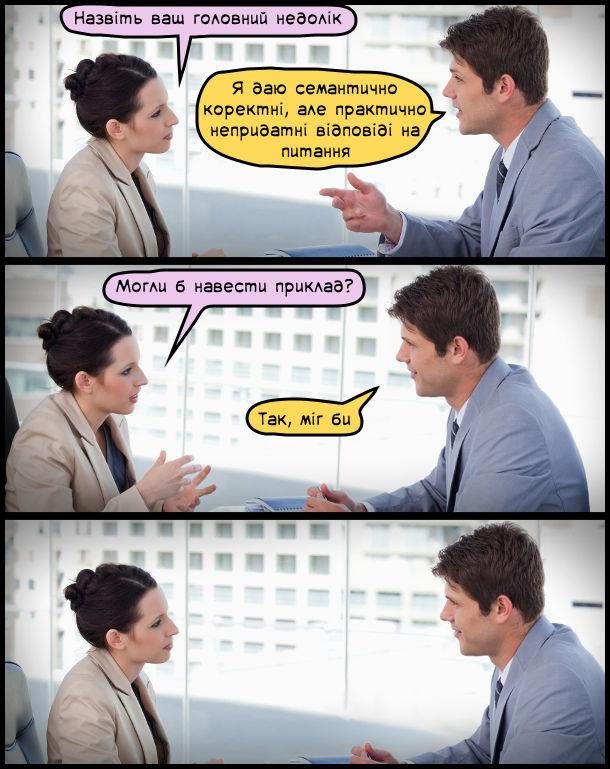 Назвіть ваш головний недолік
Я даю семантично
коректні, але практично
непридатні відповіді на
питання
Могли б навести приклад?
Так, міг би